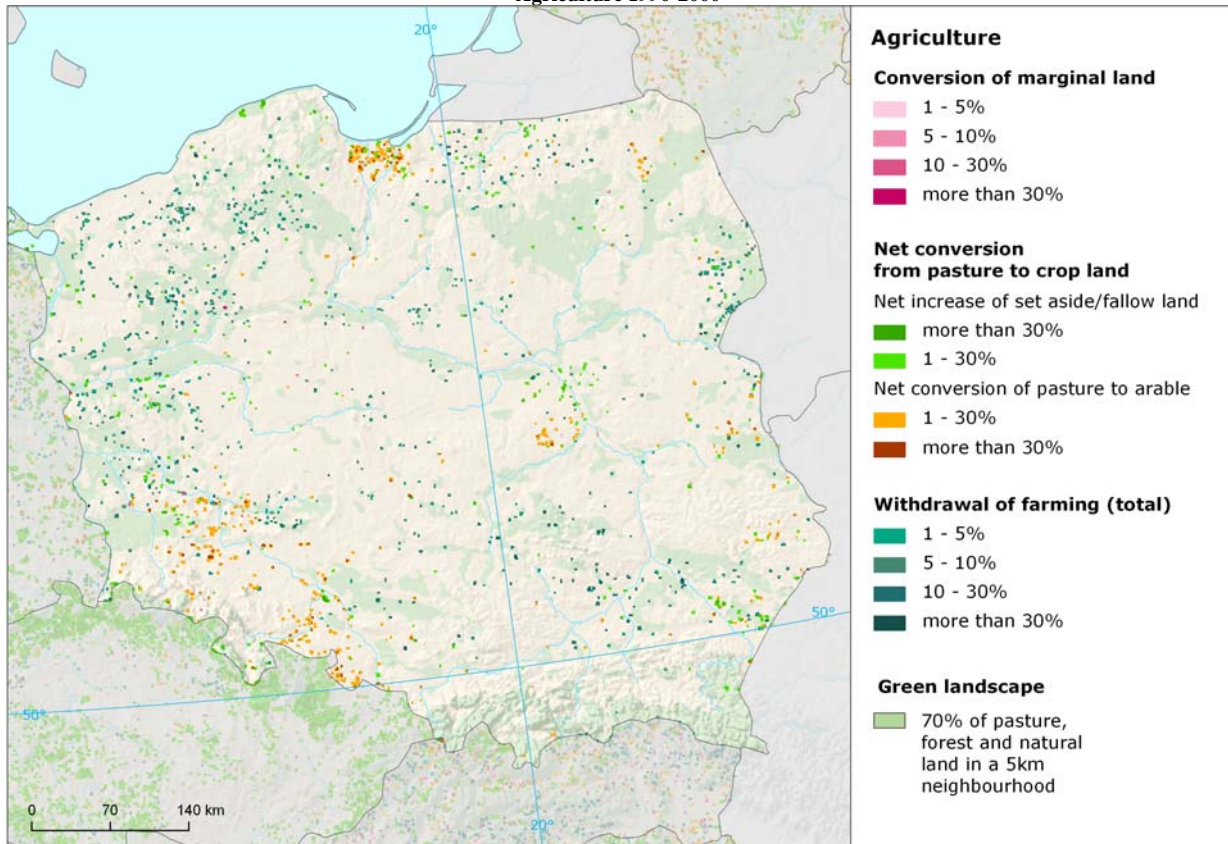 20°
50°
50°
20°
0 70 140 km
Agriculture
Conversion of marginal land
1 - 5%
5 - 10%
10 - 30%
more than 30%
Net conversion
from pasture to crop land
Net increase of set aside/fallow land
more than 30%
1 - 30%
Net conversion of pasture to arable
1 - 30%
more than 30%
Withdrawal of farming (total)
1 - 5%
5 - 10%
10 - 30%
more than 30%
Green landscape
70% of pasture,
forest and natural
land in a 5km
neighbourhood